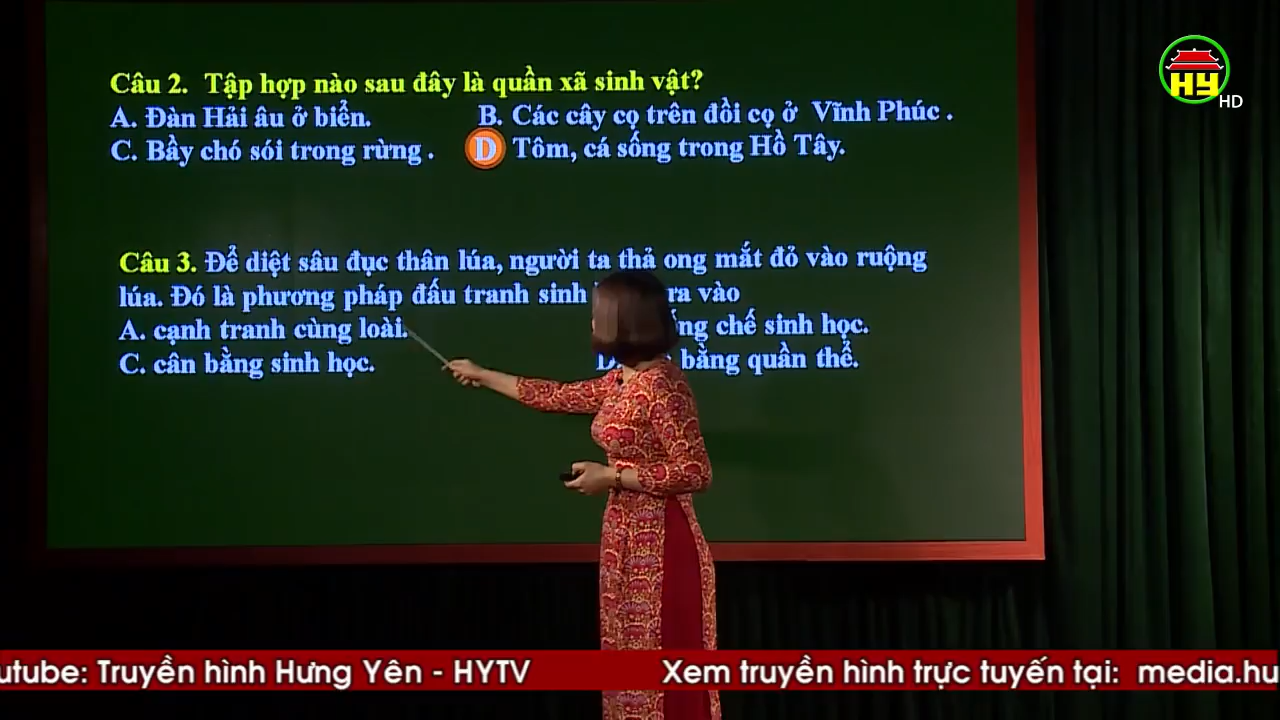 Câu 2. Tập hợp nào sau đây là quần xã sinh vật?
A. Đàn Hải âu ở biển. B. Các cây cọ trên đồi cọ ở Vĩnh Phúc .
C. Bầy chó sói trong rừng . D Tôm, cá sống trong Hồ Tây.
Câu 3. Để diệt sâu đục thân lúa, người ta thả ong mắt đỏ vào ruộng
lúa. Đó là phương pháp đấu tranh sinh vào
A. cạnh tranh cùng loài. chế sinh học.
C. cân bằng sinh học. D. bằng quần thể.
HY
HD
utube: Truyền hình Hưng Yên - HYTV Xem truyền hình trực tuyến tại: media.hu